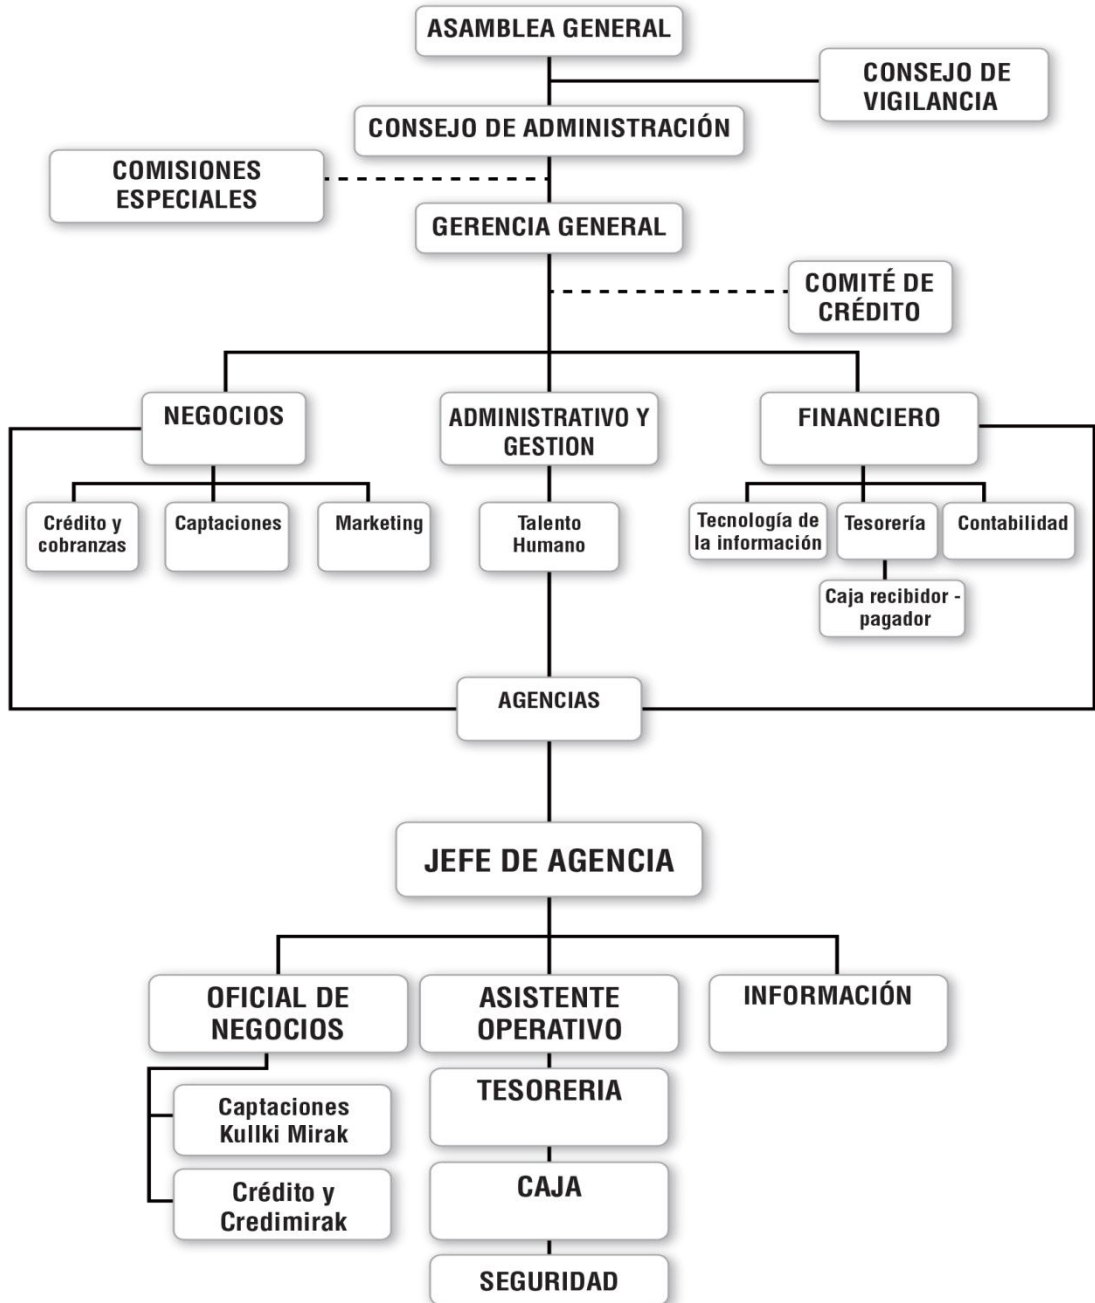 ASAMBLEA GENERAL
CONSEJO DE
VIGILANCIA
CONSEJO DE ADMINISTRACIÓN
COMISIONES
ESPECIALES
GERENCIA GENERAL
COMITÉ DE
CRÉDITO
NEGOCIOS
ADMINISTRATIVO Y
GESTION
FINANCIERO
Crédito y
cobranzas
Captaciones
Marketing
Talento
Humano
Tecnología de
la información
Tesorería
Contabilidad
Caja recibidor -
pagador
AGENCIAS
JEFE DE AGENCIA
OFICIAL DE
NEGOCIOS
ASISTENTE
OPERATIVO
INFORMACIÓN
Captaciones
Kullki Mirak
Crédito y
Credimirak
TESORERIA
CAJA
SEGURIDAD